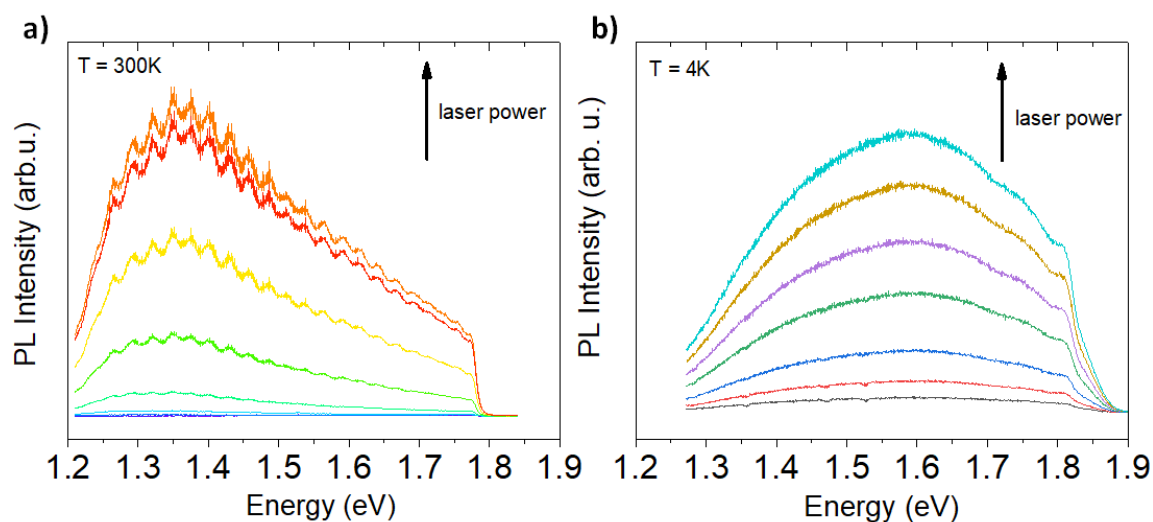 a)
T = 300K
laser power
PL Intensity (arb.u.)
1.2 1.3 1.4 1.5 1.6 1.7 1.8 1.9
Energy (eV)
b)
T = 4K
laser power
PL Intensity (arb. u.)
1.2 1.3 1.4 1.5 1.6 1.7 1.8 1.9
Energy (eV)